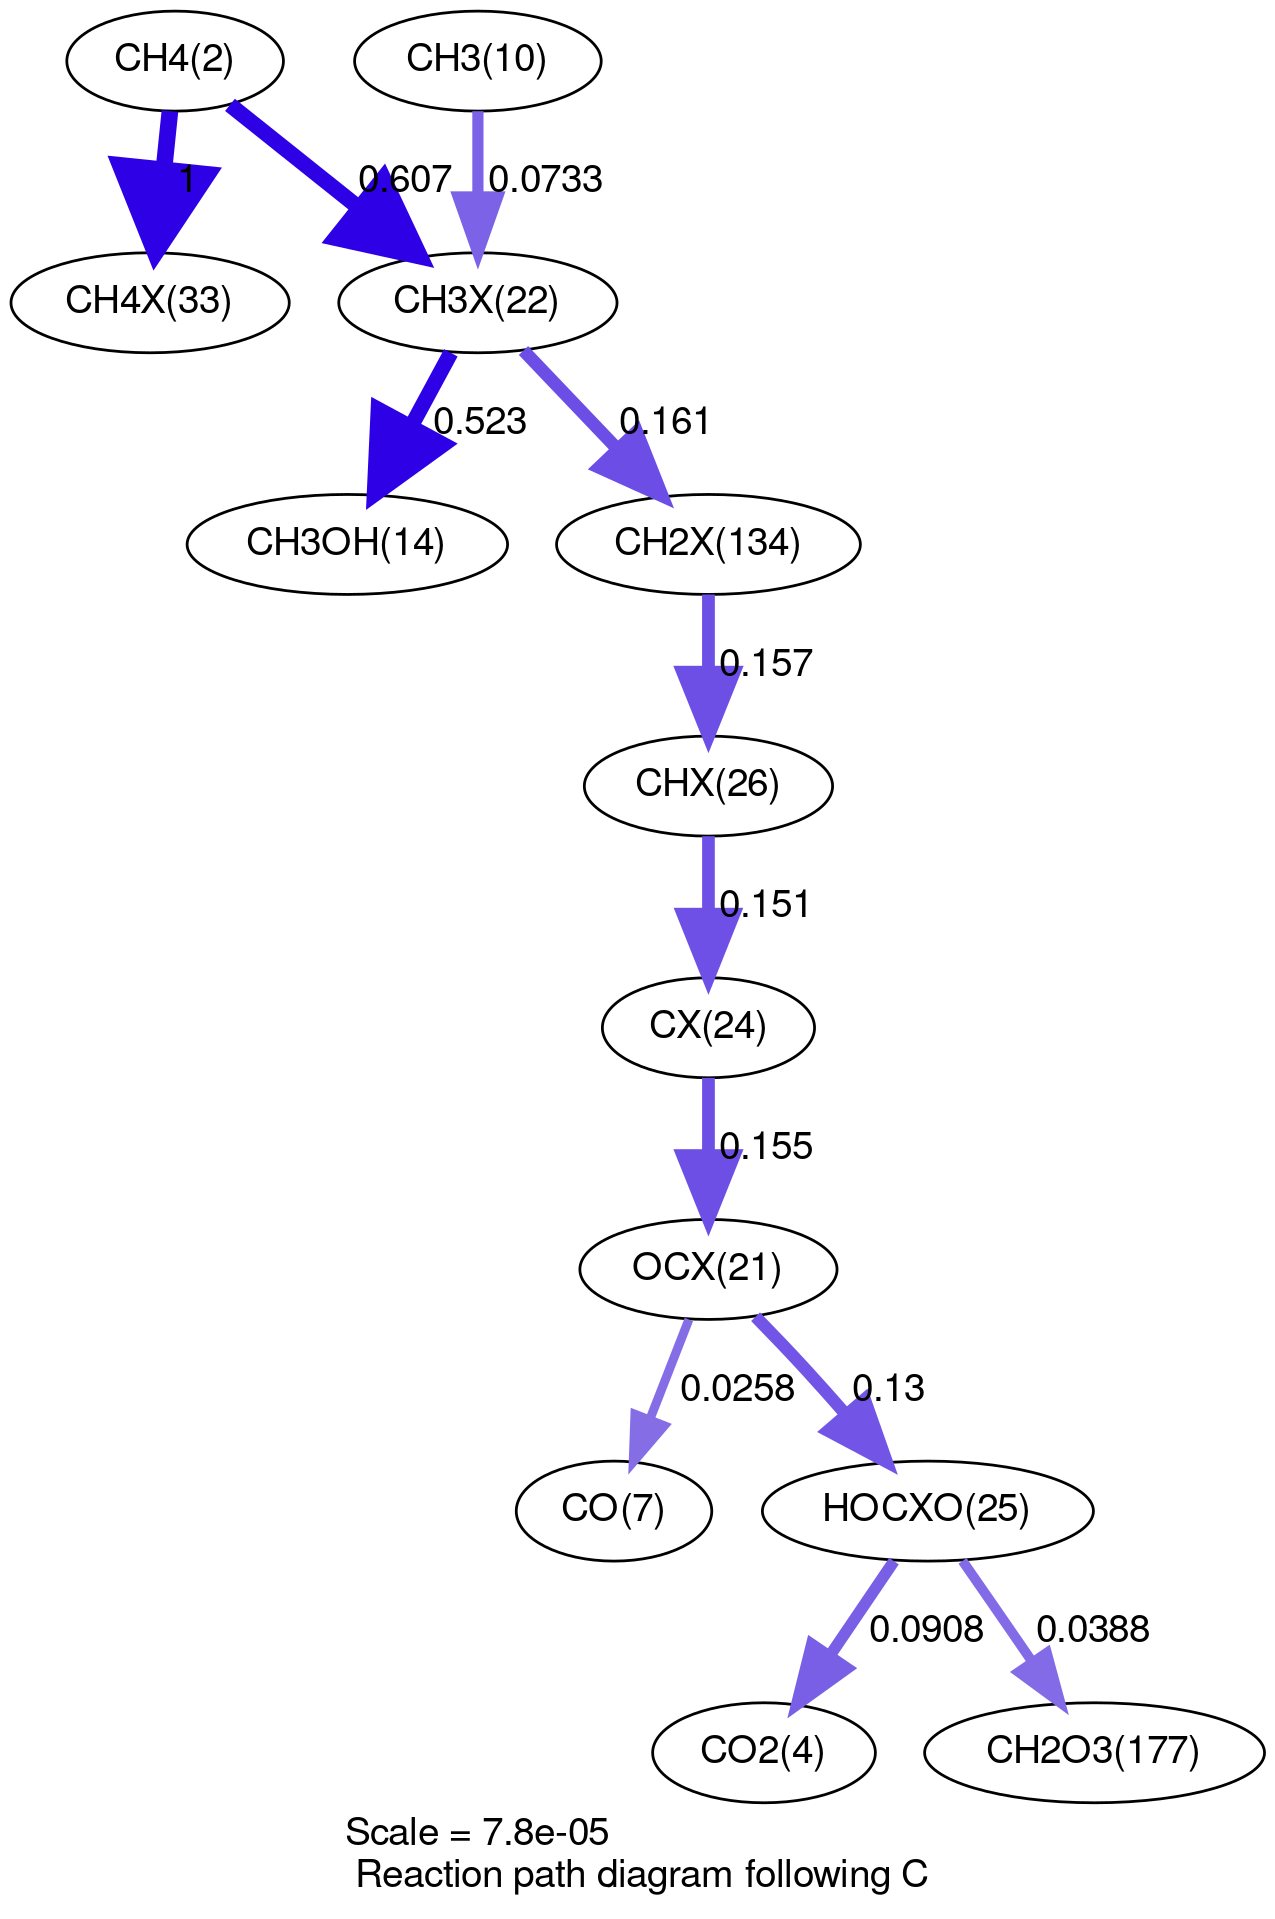 CH4(2)
CH3(10)
1
0.607
0.0733
CH4X(33)
CH3X(22)
0.523
0.161
CH3OH(14)
CH2X(134)
0.157
CHX(26)
0.151
CX(24)
0.155
OCX(21)
0.0258
0.13
CO(7)
HOCXO(25)
0.0908
0.0388
CO2(4)
CH2O3(177)
Scale = 7.8e-05
Reaction path diagram following C